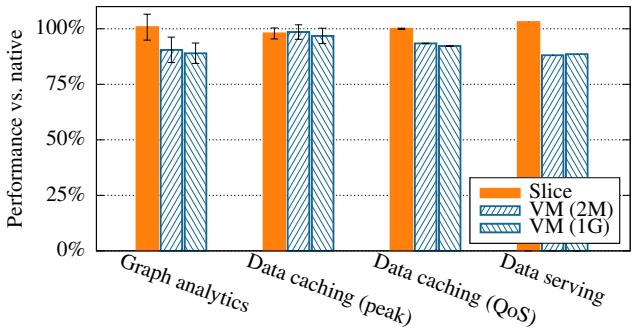 Performance vs. native
100%
75%
50%
25%
0%
Slice
VM (2M)
VM (1G)
Graph analytics
Data caching (peak)
Data caching (QoS)
Data serving